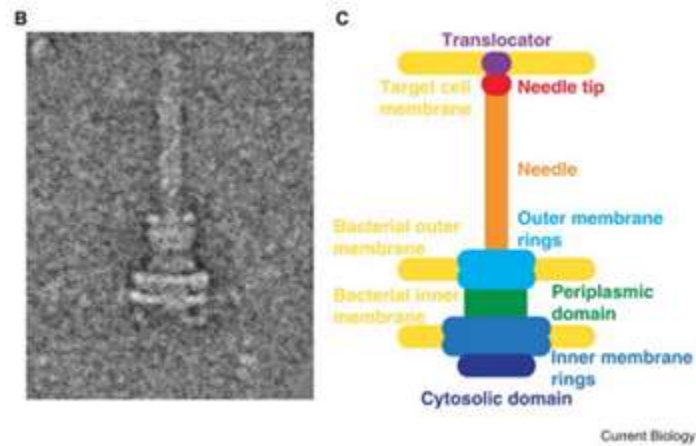 B
C
Translocator
Target cell
membrane
Needle tip
Needle
Bacterial outer
membrane
Outer membrane
rings
Bacterial inner
membrane
Periplasmic
domain
Inner membrane
rings
Cytosolic domain
Current Biology